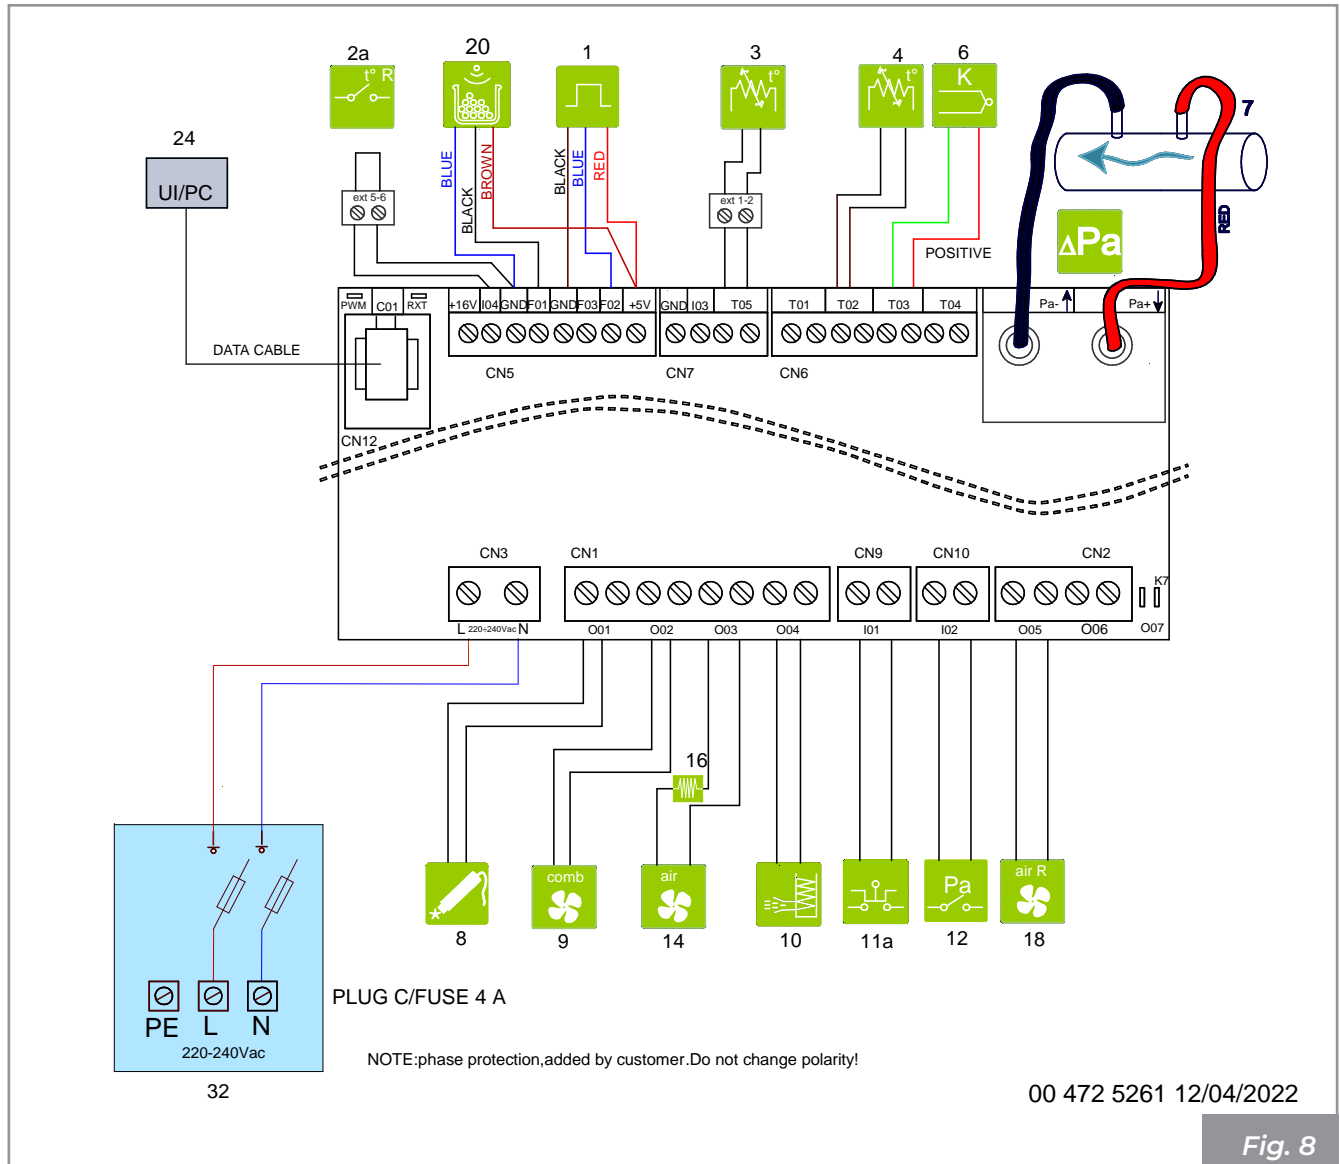 2a 20 1 3 4 6
t° R t° t° K
24
7
UI/PC
BLUE BLACK BROWN BLACK BLUE RED
ext 5-6 ext 1-2
RED
ΔPa
POSITIVE
PWM C01 RXT +16V I04 GND F01 GND F03 F02 +5V GND I03 T05 T01 T02 T03 T04 Pa- Pa+
DATA CABLE
CN5 CN7 CN6
CN12
CN3 CN1 CN9 CN10 CN2
K7
L 220÷240Vac N O01 O02 O03 O04 I01 I02 O05 O06 O07
16
comb air Pa air R
8 9 14 10 11a 12 18
PLUG C/FUSE 4 A
PE L N
220-240Vac
NOTE:phase protection,added by customer.Do not change polarity!
32
00 472 5261 12/04/2022
Fig. 8